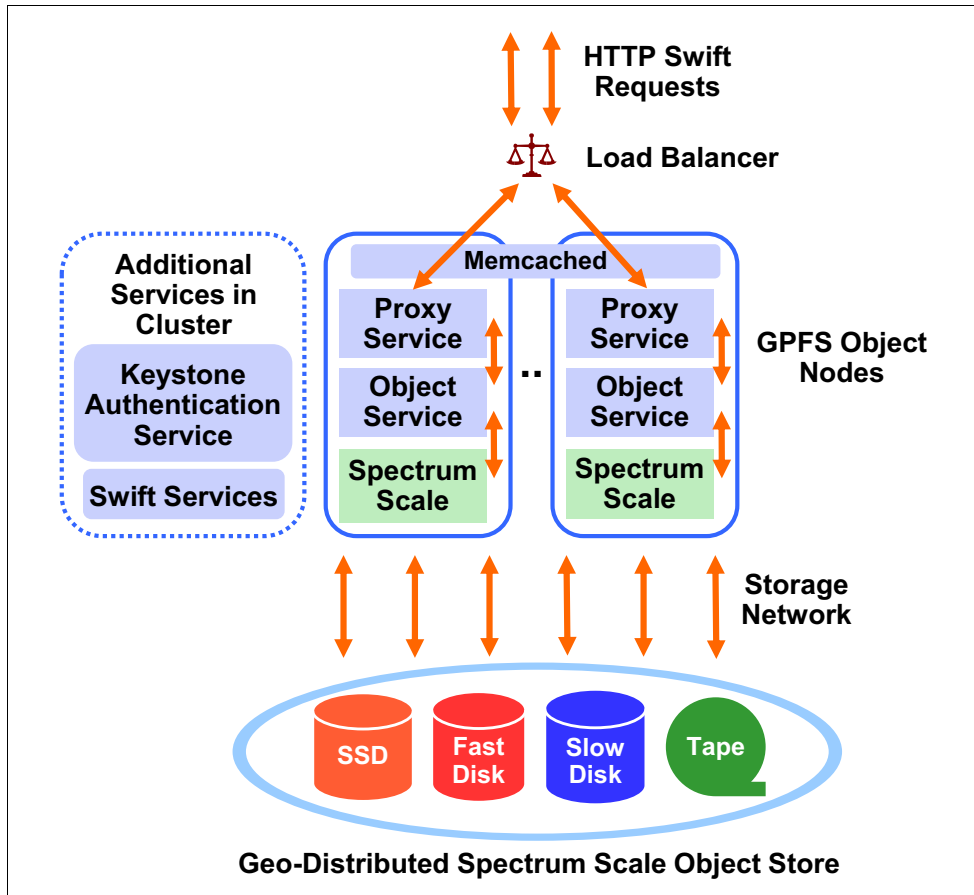 HTTP Swift
Requests
Load Balancer
Additional
Services in
Cluster
Keystone
Authentication
Service
Swift Services
Memcached
Proxy
Service
Object
Service
Spectrum
Scale
..
Proxy
Service
Object
Service
Spectrum
Scale
GPFS Object
Nodes
Storage
Network
SSD
Fast
Disk
Slow
Disk
Tape
Geo-Distributed Spectrum Scale Object Store